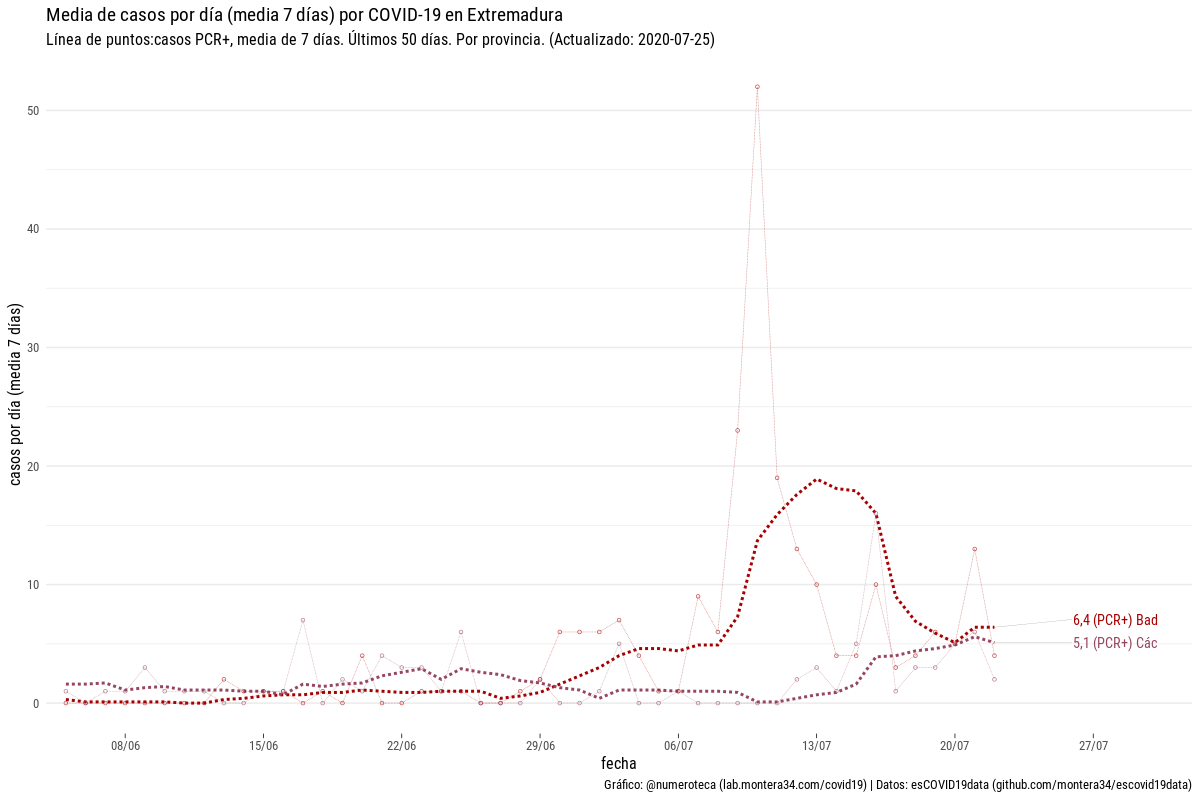 Media de casos por día (media 7 días) por COVID-19 en Extremadura
Línea de puntos:casos PCR+, media de 7 días. Últimos 50 días. Por provincia. (Actualizado: 2020-07-25)
casos por día (media 7 días)
50
40
30
20
10
0
6,4 (PCR+) Bad
5,1 (PCR+) Các
08/06
15/06
22/06
29/06
06/07
13/07
20/07
27/07
fecha
Gráfico: @numeroteca (lab.montera34.com/covid19) | Datos: esCOVID19data (github.com/montera34/escovid19data)